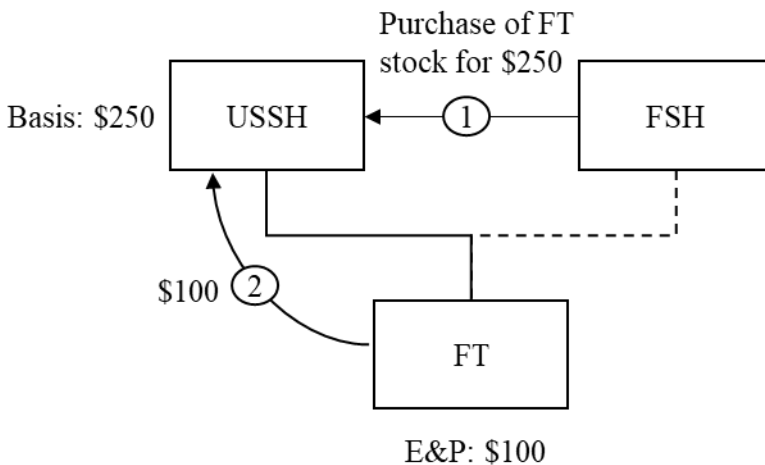 Purchase of FT
stock for $250
Basis: $250
USSH
1
FSH
$100
2
FT
E&P: $100